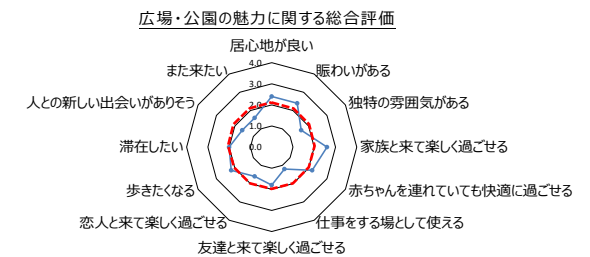 広場・公園の魅力に関する総合評価
居心地が良い
また来たい
賑わいがある
人との新しい出会いがありそう
独特の雰囲気がある
滞在したい
家族と来て楽しく過ごせる
歩きたくなる
赤ちゃんを連れていても快適に過ごせる
恋人と来て楽しく過ごせる
仕事をする場として使える
友達と来て楽しく過ごせる
4.0
3.0
2.0
1.0
0.0